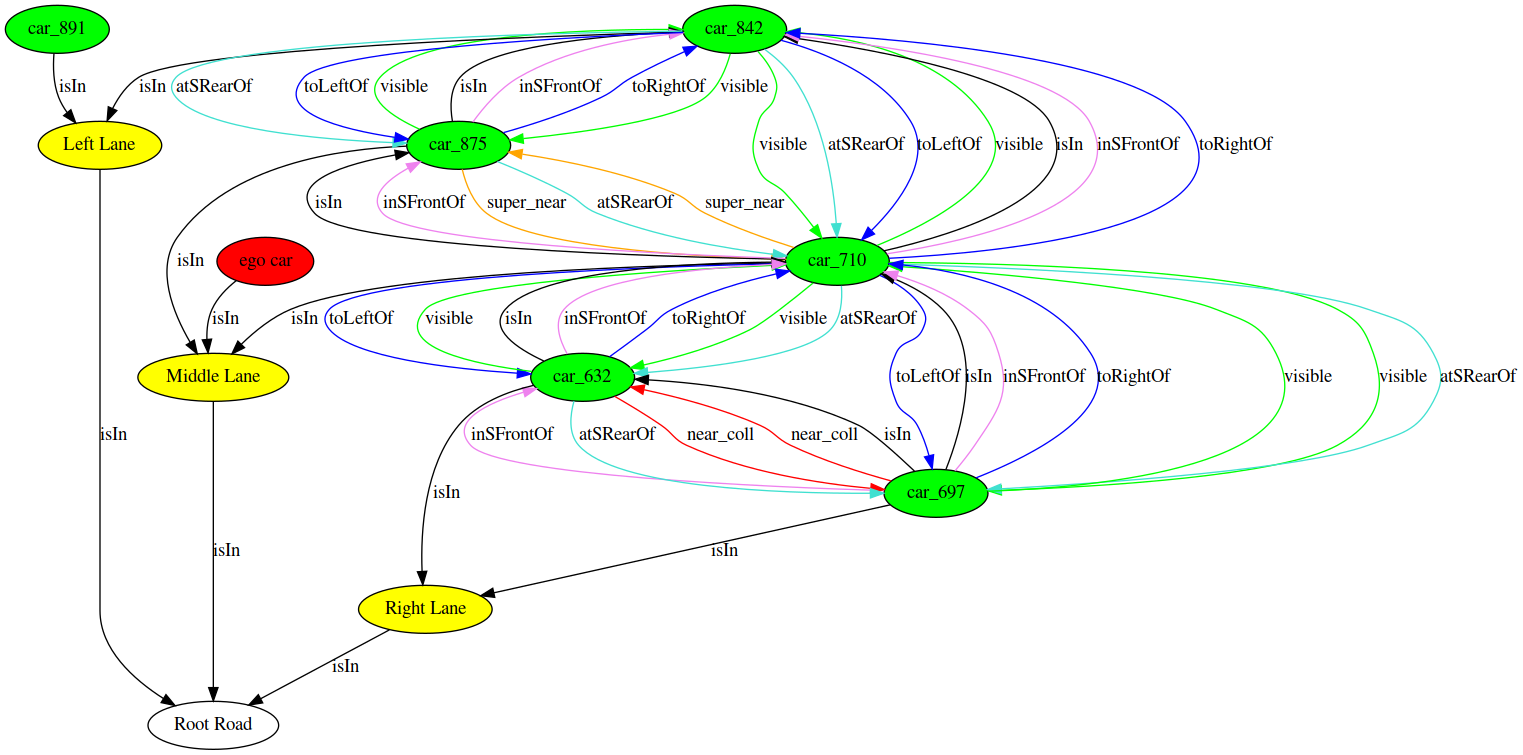 car_891
car_842
isIn
isIn
atSRearOf
toLeftOf
visible
isIn
inSFrontOf
toRightOf
visible
Left Lane
car_875
visible
atSRearOf
toLeftOf
visible
isIn
inSFrontOf
toRightOf
isIn
inSFrontOf
super_near
atSRearOf
super_near
isIn
ego car
car_710
isIn
isIn
toLeftOf
visible
isIn
inSFrontOf
toRightOf
visible
atSRearOf
Middle Lane
car_632
toLeftOf
isIn
inSFrontOf
toRightOf
visible
visible
atSRearOf
isIn
inSFrontOf
atSRearOf
near_coll
near_coll
isIn
isIn
car_697
isIn
isIn
Right Lane
isIn
Root Road